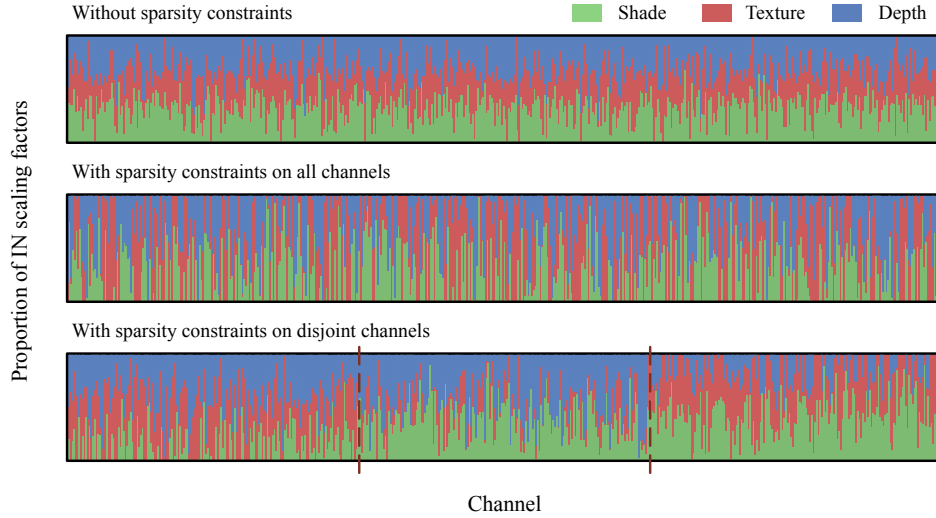 Without sparsity constraints
Shade
Texture
Depth
With sparsity constraints on all channels
With sparsity constraints on disjoint channels
Proportion of IN scaling factors
Channel